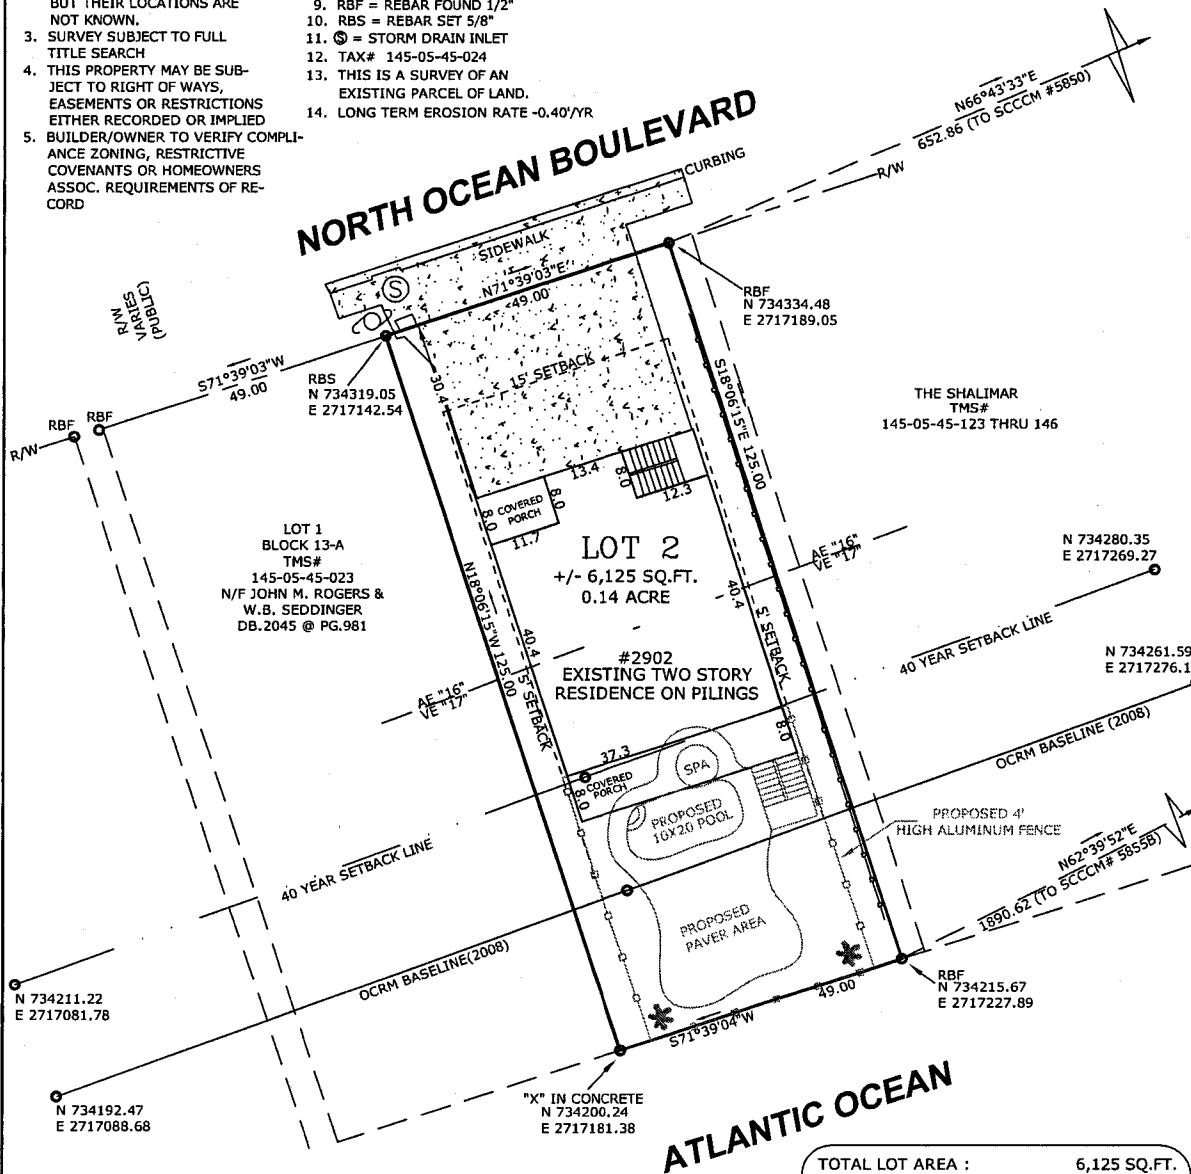 BUT THEIR LOCATIONS ARE
NOT KNOWN.
3. SURVEY SUBJECT TO FULL
TITLE SEARCH
4. THIS PROPERTY MAY BE SUB-
JECT TO RIGHT OF WAYS,
EASEMENTS OR RESTRICTIONS
EITHER RECORDED OR IMPLIED
5. BUILDER/OWNER TO VERIFY COMPLI-
ANCE ZONING, RESTRICTIVE
COVENANTS OR HOMEOWNERS
ASSOC. REQUIREMENTS OF RE-
CORD
9. RBF = REBAR FOUND 1/2"
10. RBS = REBAR SET 5/8"
11. Ⓢ = STORM DRAIN INLET
12. TAX# 145-05-45-024
13. THIS IS A SURVEY OF AN
EXISTING PARCEL OF LAND.
14. LONG TERM EROSION RATE -0.40'/YR
NORTH OCEAN BOULEVARD
N66°43'33"E
652.86 (TO SCCCM #5850)
R/W
CURBING
SIDEWALK
S
N71°39'03"E
49.00
RBF
N 734334.48
E 2717189.05
R/W
VARIES
(PUBLIC)
S71°39'03"W
49.00
RBS
N 734319.05
E 2717142.54
RBF
RBF
R/W
30.4
15' SETBACK
S18°06'15"E 125.00
THE SHALIMAR
TMS#
145-05-45-123 THRU 146
13.4
8.0
12.3
8.0
COVERED
PORCH
8.0
11.7
LOT 1
BLOCK 13-A
TMS#
145-05-45-023
N/F JOHN M. ROGERS &
W.B. SEDDINGER
DB.2045 @ PG.981
LOT 2
+/- 6,125 SQ.FT.
0.14 ACRE
N18°06'15"W 125.00
AE "16"
VE "17"
40.4
5' SETBACK
N 734280.35
E 2717269.27
40 YEAR SETBACK LINE
N 734261.59
E 2717276.1
#2902
EXISTING TWO STORY
RESIDENCE ON PILINGS
40.4
5' SETBACK
AE "16"
VE "17"
37.3
8.0
COVERED
PORCH
8.0
SPA
PROPOSED
10X20 POOL
OCRM BASELINE (2008)
PROPOSED 4'
HIGH ALUMINUM FENCE
N62°39'52"E
1890.62 (TO SCCCM# 5855B)
40 YEAR SETBACK LINE
PROPOSED
PAVER AREA
OCRM BASELINE(2008)
N 734211.22
E 2717081.78
49.00
S71°39'04"W
RBF
N 734215.67
E 2717227.89
N 734192.47
E 2717088.68
"X" IN CONCRETE
N 734200.24
E 2717181.38
ATLANTIC OCEAN
TOTAL LOT AREA : 6,125 SQ.FT.